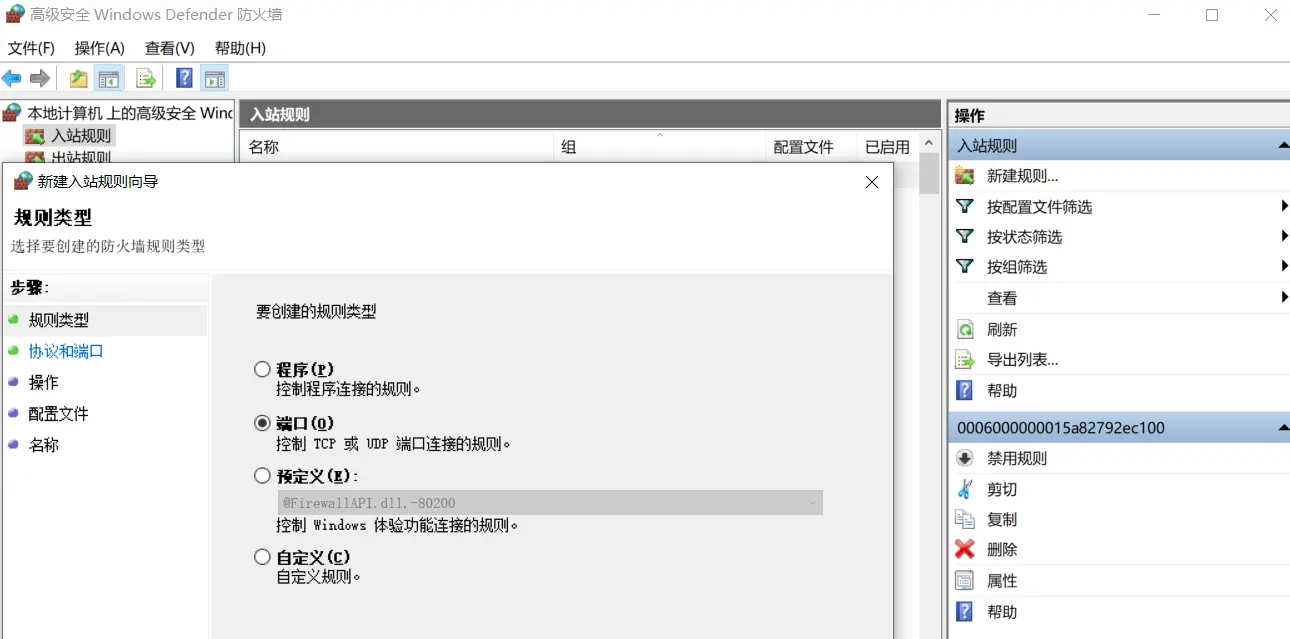 高级安全 Windows Defender 防火墙
文件(F) 操作(A) 查看(V) 帮助(H)
本地计算机 上的高级安全 Winc
入站规则
出站规则
入站规则
名称 组 配置文件 已启用
新建入站规则向导
规则类型
选择要创建的防火墙规则类型
步骤:
规则类型
协议和端口
操作
配置文件
名称
要创建的规则类型
程序(P)
控制程序连接的规则。
端口(O)
控制 TCP 或 UDP 端口连接的规则。
预定义(E):
@FirewallAPI.dll,-80200
控制 Windows 体验功能连接的规则。
自定义(C)
自定义规则。
操作
入站规则
新建规则...
按配置文件筛选
按状态筛选
按组筛选
查看
刷新
导出列表...
帮助
0006000000015a82792ec100
禁用规则
剪切
复制
删除
属性
帮助